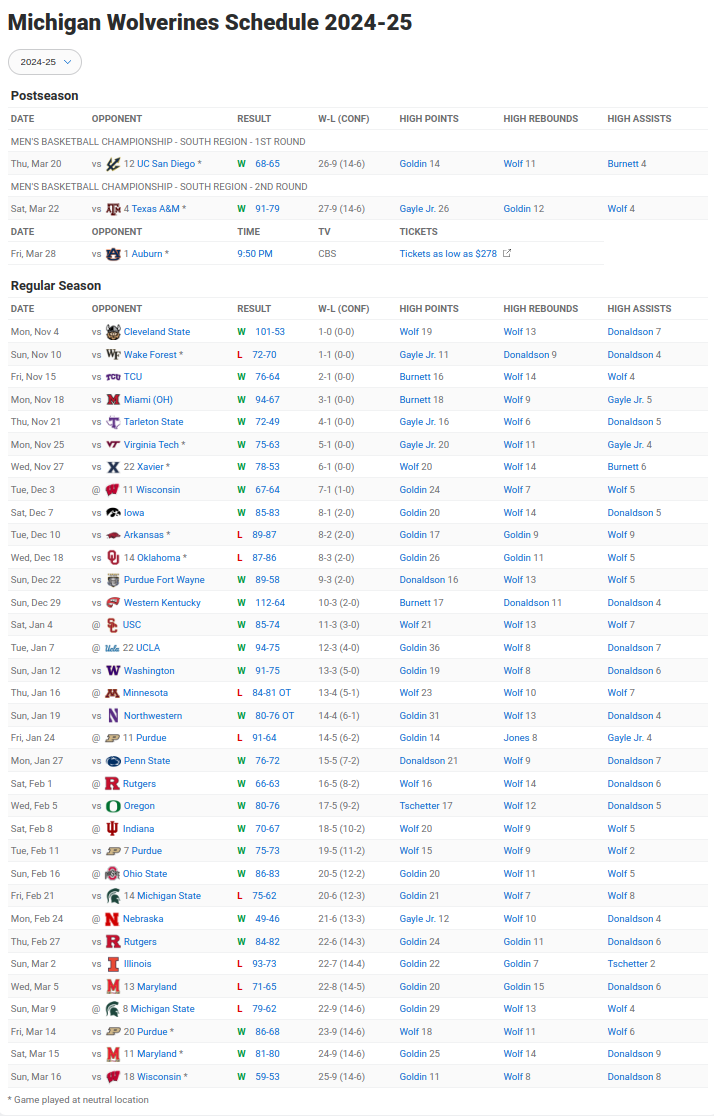 Michigan Wolverines Schedule 2024-25
2024-25
Postseason
DATE OPPONENT RESULT W-L (CONF) HIGH POINTS HIGH REBOUNDS HIGH ASSISTS
MEN'S BASKETBALL CHAMPIONSHIP - SOUTH REGION - 1ST ROUND
Thu, Mar 20 vs 12 UC San Diego * W 68-65 26-9 (14-6) Goldin 14 Wolf 11 Burnett 4
MEN'S BASKETBALL CHAMPIONSHIP - SOUTH REGION - 2ND ROUND
Sat, Mar 22 vs 4 Texas A&M * W 91-79 27-9 (14-6) Gayle Jr. 26 Goldin 12 Wolf 4
DATE OPPONENT TIME TV TICKETS
Fri, Mar 28 vs 1 Auburn * 9:50 PM CBS Tickets as low as $278
Regular Season
DATE OPPONENT RESULT W-L (CONF) HIGH POINTS HIGH REBOUNDS HIGH ASSISTS
Mon, Nov 4 vs Cleveland State W 101-53 1-0 (0-0) Wolf 19 Wolf 13 Donaldson 7
Sun, Nov 10 vs Wake Forest * L 72-70 1-1 (0-0) Gayle Jr. 11 Donaldson 9 Donaldson 4
Fri, Nov 15 vs TCU W 76-64 2-1 (0-0) Burnett 16 Wolf 14 Wolf 4
Mon, Nov 18 vs Miami (OH) W 94-67 3-1 (0-0) Burnett 18 Wolf 9 Gayle Jr. 5
Thu, Nov 21 vs Tarleton State W 72-49 4-1 (0-0) Gayle Jr. 16 Wolf 6 Donaldson 5
Mon, Nov 25 vs Virginia Tech * W 75-63 5-1 (0-0) Gayle Jr. 20 Wolf 11 Gayle Jr. 4
Wed, Nov 27 vs 22 Xavier * W 78-53 6-1 (0-0) Wolf 20 Wolf 14 Burnett 6
Tue, Dec 3 @ 11 Wisconsin W 67-64 7-1 (1-0) Goldin 24 Wolf 7 Wolf 5
Sat, Dec 7 vs Iowa W 85-83 8-1 (2-0) Goldin 20 Wolf 14 Donaldson 5
Tue, Dec 10 vs Arkansas * L 89-87 8-2 (2-0) Goldin 17 Goldin 9 Wolf 9
Wed, Dec 18 vs 14 Oklahoma * L 87-86 8-3 (2-0) Goldin 26 Goldin 11 Wolf 5
Sun, Dec 22 vs Purdue Fort Wayne W 89-58 9-3 (2-0) Donaldson 16 Wolf 13 Wolf 5
Sun, Dec 29 vs Western Kentucky W 112-64 10-3 (2-0) Burnett 17 Donaldson 11 Donaldson 4
Sat, Jan 4 @ USC W 85-74 11-3 (3-0) Wolf 21 Wolf 13 Wolf 7
Tue, Jan 7 @ 22 UCLA W 94-75 12-3 (4-0) Goldin 36 Wolf 8 Donaldson 7
Sun, Jan 12 vs Washington W 91-75 13-3 (5-0) Goldin 19 Wolf 8 Donaldson 6
Thu, Jan 16 @ Minnesota L 84-81 OT 13-4 (5-1) Wolf 23 Wolf 10 Wolf 7
Sun, Jan 19 vs Northwestern W 80-76 OT 14-4 (6-1) Goldin 31 Wolf 13 Donaldson 4
Fri, Jan 24 @ 11 Purdue L 91-64 14-5 (6-2) Goldin 14 Jones 8 Gayle Jr. 4
Mon, Jan 27 vs Penn State W 76-72 15-5 (7-2) Donaldson 21 Wolf 9 Donaldson 7
Sat, Feb 1 @ Rutgers W 66-63 16-5 (8-2) Wolf 16 Wolf 14 Donaldson 6
Wed, Feb 5 vs Oregon W 80-76 17-5 (9-2) Tschetter 17 Wolf 12 Donaldson 5
Sat, Feb 8 @ Indiana W 70-67 18-5 (10-2) Wolf 20 Wolf 9 Wolf 5
Tue, Feb 11 vs 7 Purdue W 75-73 19-5 (11-2) Wolf 15 Wolf 9 Wolf 2
Sun, Feb 16 @ Ohio State W 86-83 20-5 (12-2) Goldin 20 Wolf 11 Wolf 5
Fri, Feb 21 vs 14 Michigan State L 75-62 20-6 (12-3) Goldin 21 Wolf 7 Wolf 8
Mon, Feb 24 @ Nebraska W 49-46 21-6 (13-3) Gayle Jr. 12 Wolf 10 Donaldson 4
Thu, Feb 27 vs Rutgers W 84-82 22-6 (14-3) Goldin 24 Goldin 11 Donaldson 6
Sun, Mar 2 vs Illinois L 93-73 22-7 (14-4) Goldin 22 Goldin 7 Tschetter 2
Wed, Mar 5 vs 13 Maryland L 71-65 22-8 (14-5) Goldin 20 Goldin 15 Donaldson 6
Sun, Mar 9 @ 8 Michigan State L 79-62 22-9 (14-6) Goldin 29 Wolf 13 Wolf 4
Fri, Mar 14 vs 20 Purdue * W 86-68 23-9 (14-6) Wolf 18 Wolf 11 Wolf 6
Sat, Mar 15 vs 11 Maryland * W 81-80 24-9 (14-6) Goldin 25 Wolf 14 Donaldson 9
Sun, Mar 16 vs 18 Wisconsin * W 59-53 25-9 (14-6) Goldin 11 Wolf 8 Donaldson 8
* Game played at neutral location